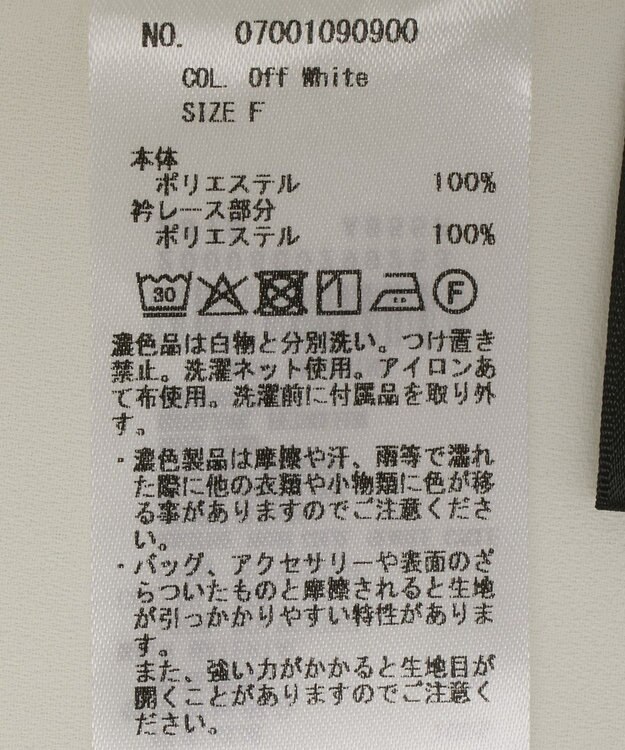 NO. 07001090900
COL. Off White
SIZE F
本体
ポリエステル 100%
衿レース部分
ポリエステル 100%
30 F
濃色品は白物と分別洗い。つけ置き
禁止。洗濯ネット使用。アイロンあ
て布使用。洗濯前に付属品を取り外
す。
・濃色製品は摩擦や汗、雨等で濡れ
た際に他の衣類や小物類に色が移
る事がありますのでご注意くださ
い。
・バッグ、アクセサリーや表面のざ
らついたものと摩擦されると生地
が引っかかりやすい特性がありま
す。
また、強い力がかかると生地目が
開くことがありますのでご注意く
ださい。